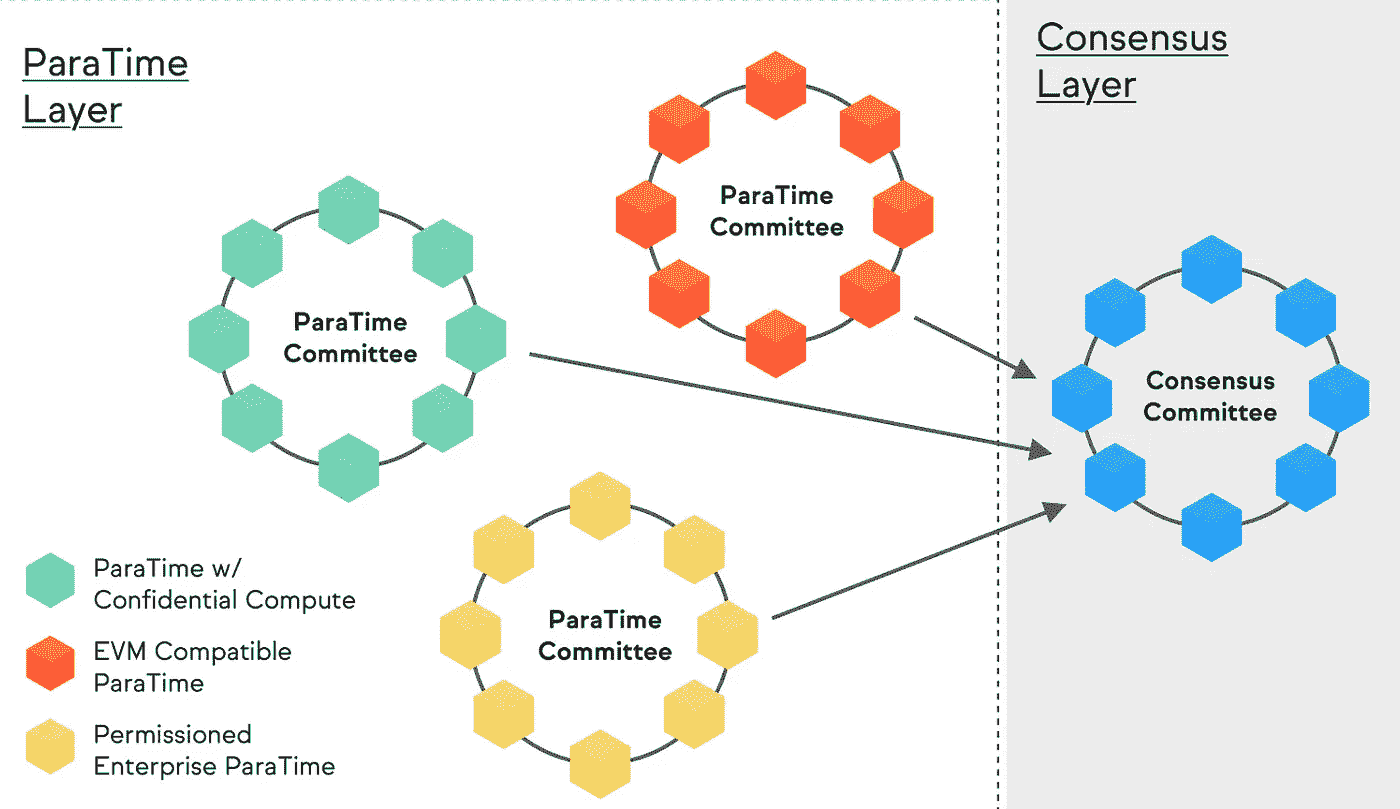 ParaTime
Layer
Consensus
Layer
ParaTime
Committee
ParaTime
Committee
Consensus
Committee
ParaTime
Committee
ParaTime w/
Confidential Compute
EVM Compatible
ParaTime
Permissioned
Enterprise ParaTime